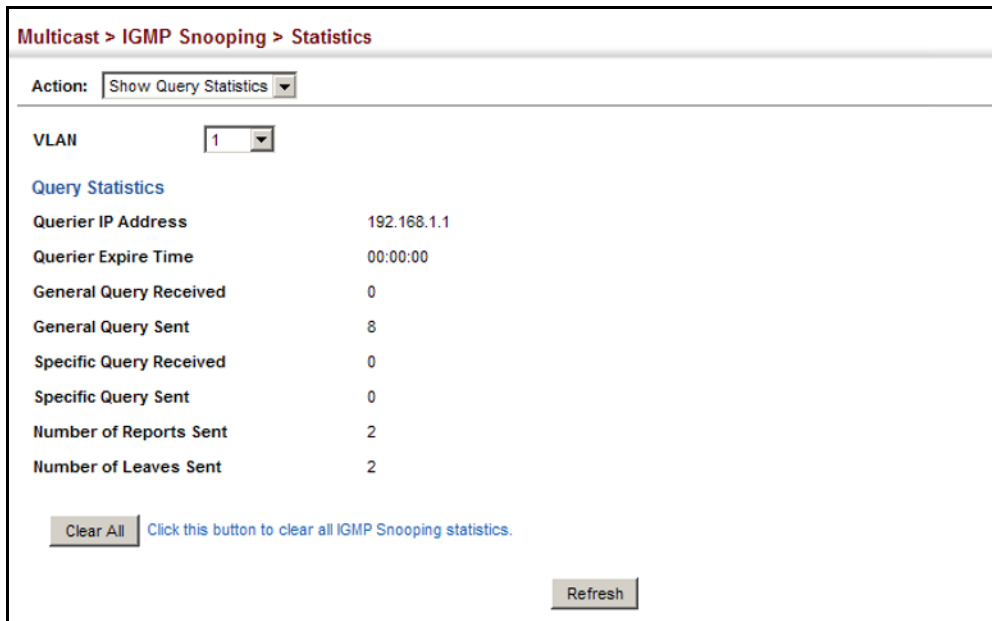 Multicast > IGMP Snooping > Statistics
Action: Show Query Statistics
VLAN 1
Query Statistics
Querier IP Address 192.168.1.1
Querier Expire Time 00:00:00
General Query Received 0
General Query Sent 8
Specific Query Received 0
Specific Query Sent 0
Number of Reports Sent 2
Number of Leaves Sent 2
Clear All Click this button to clear all IGMP Snooping statistics.
Refresh